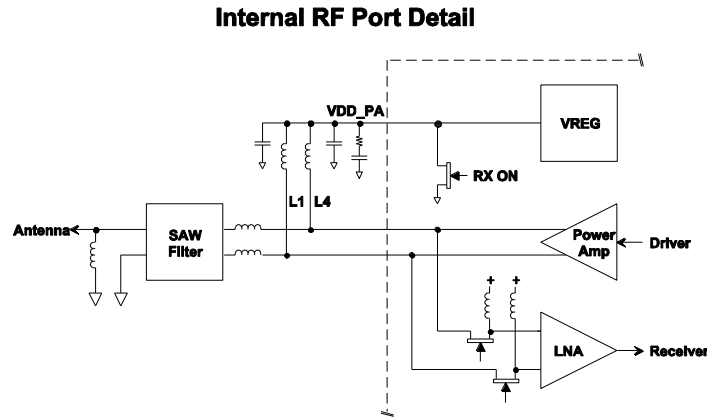 Internal RF Port Detail
VDD_PA
VREG
RX ON
L1 L4
Antenna
SAW
Filter
Power
Amp
Driver
+ +
LNA
Receiver